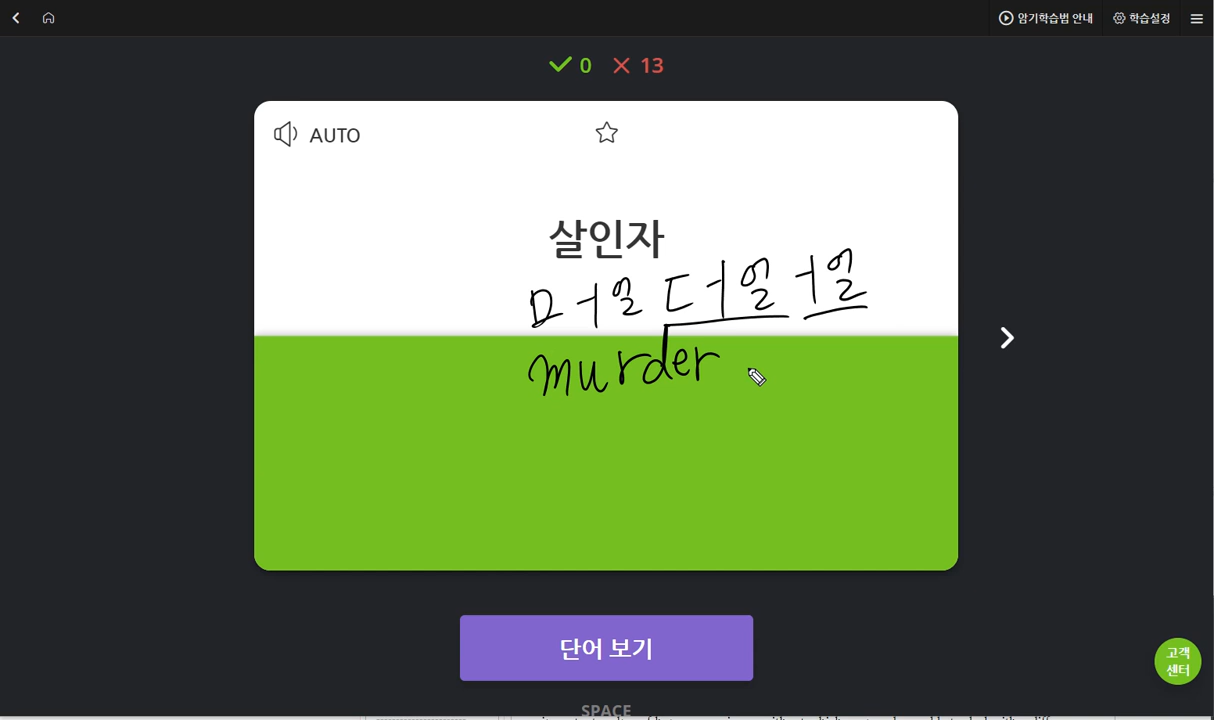 암기학습법 안내 학습설정
0 13
AUTO
살인자
머얼 더얼 ㅓ얼
murder
단어 보기
고객
센터
SPACE